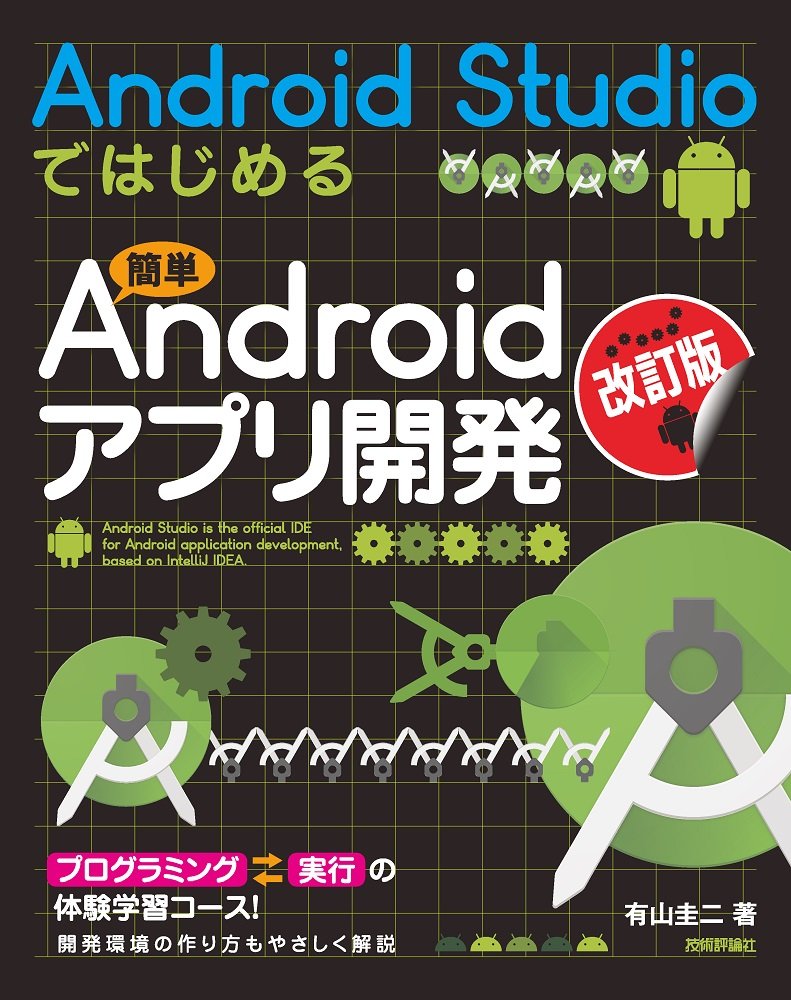 Android Studio
ではじめる
簡単
Android
アプリ開発
改訂版
Android Studio is the official IDE
for Android application development,
based on IntelliJ IDEA.
プログラミング⇄実行の
体験学習コース!
開発環境の作り方もやさしく解説
有山圭二 著
技術評論社